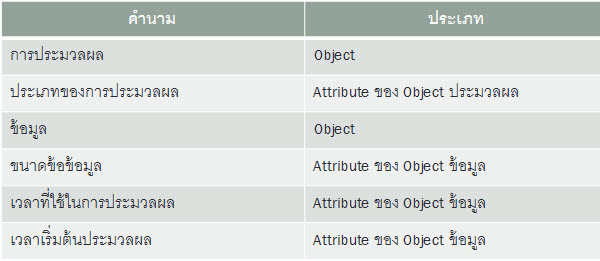 คำนาม ประเภท
การประมวลผล Object
ประเภทของการประมวลผล Attribute ของ Object ประมวลผล
ข้อมูล Object
ขนาดข้อข้อมูล Attribute ของ Object ข้อมูล
เวลาที่ใช้ในการประมวลผล Attribute ของ Object ข้อมูล
เวลาเริ่มต้นประมวลผล Attribute ของ Object ข้อมูล